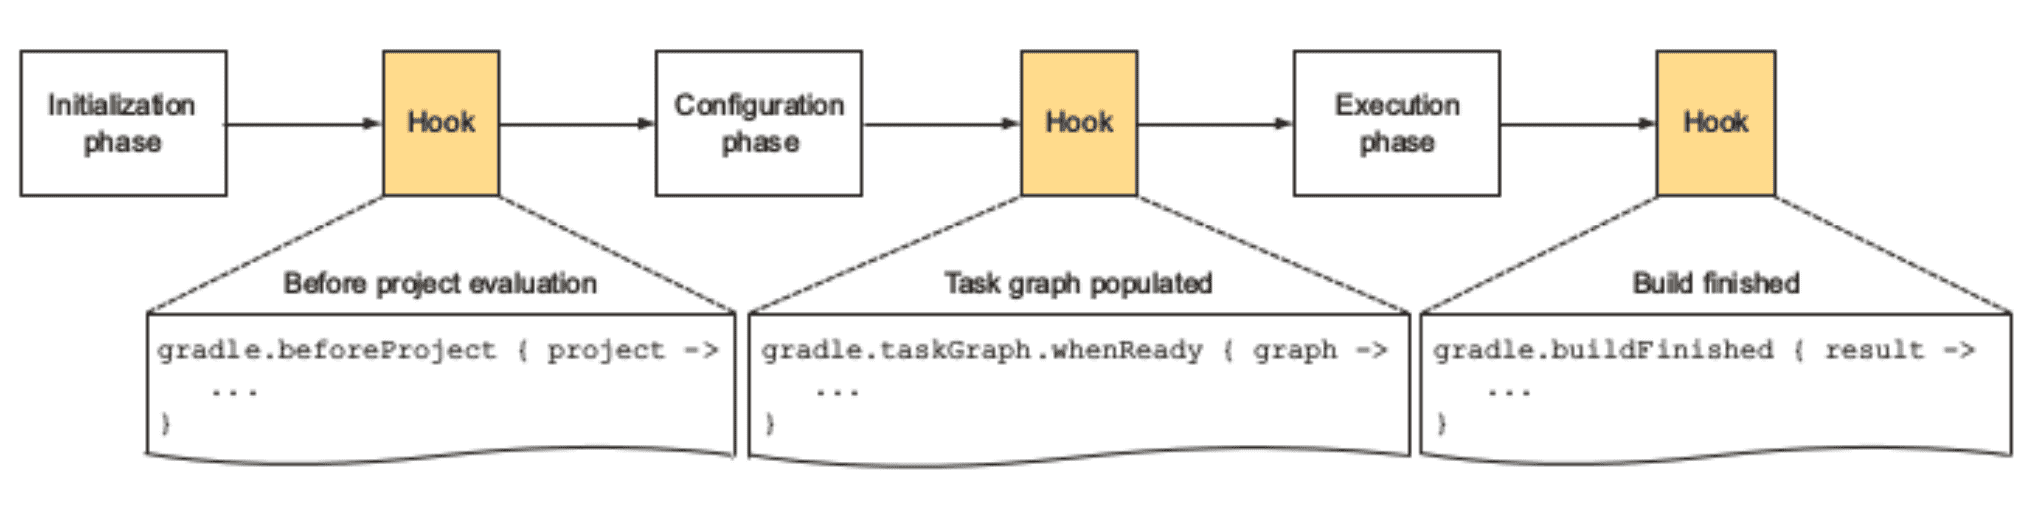 Initialization
phase
Hook
Configuration
phase
Hook
Execution
phase
Hook
Before project evaluation
gradle.beforeProject { project ->
...
}
Task graph populated
gradle.taskGraph.whenReady { graph ->
...
}
Build finished
gradle.buildFinished { result ->
...
}